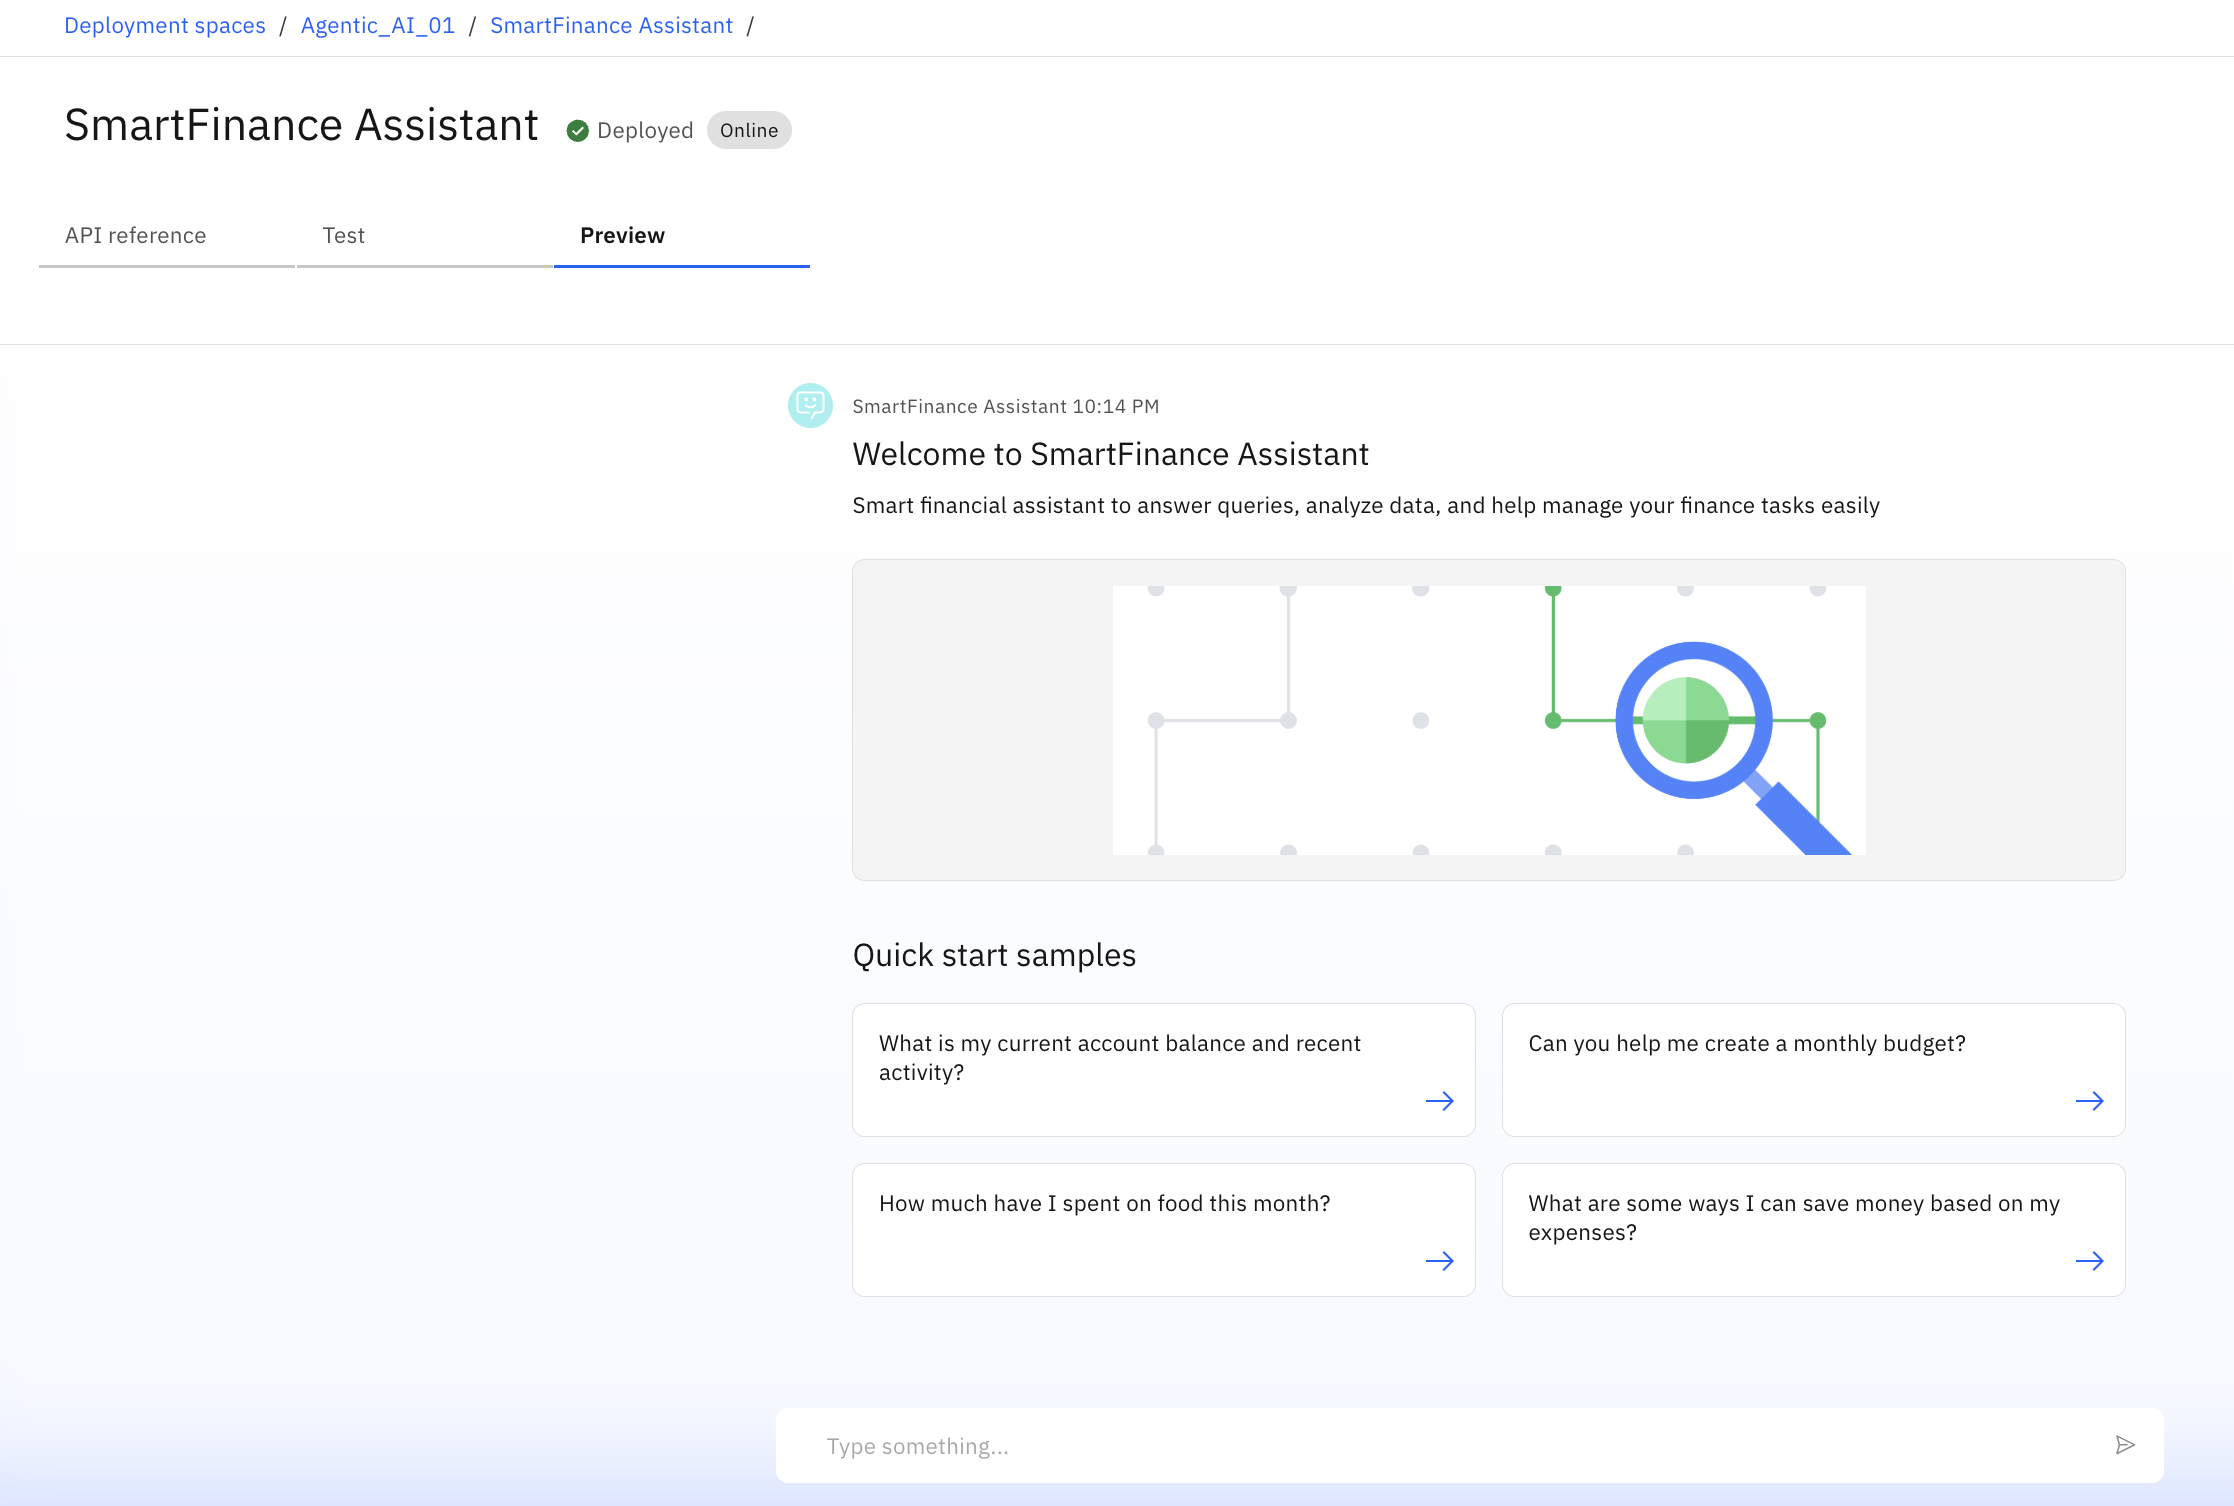 Deployment spaces / Agentic_AI_01 / SmartFinance Assistant /
SmartFinance Assistant Deployed Online
API reference Test Preview
SmartFinance Assistant 10:14 PM
Welcome to SmartFinance Assistant
Smart financial assistant to answer queries, analyze data, and help manage your finance tasks easily
Quick start samples
What is my current account balance and recent
activity?
Can you help me create a monthly budget?
How much have I spent on food this month?
What are some ways I can save money based on my
expenses?
Type something...